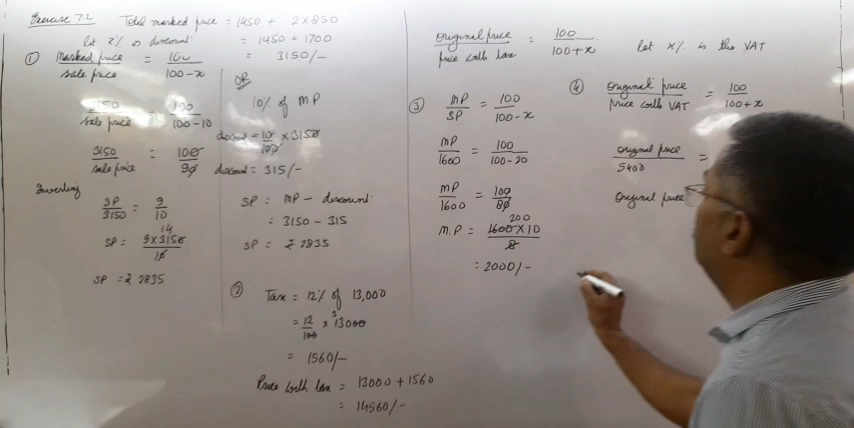 Exercise 7.2
Total marked price = 1450 + 2 x 850
= 1450 + 1700
= 3150/-
let x% is discount
① Marked price / sale price = 100 / 100 - x
3150 / sale price = 100 / 100 - 10
3150 / sale price = 100 / 90
Inverting
SP / 3150 = 9 / 10
SP = 9 x 3150 / 10
SP = ₹ 2835
OR
10% of MP
discount = 10 / 100 x 3150
discount = 315/-
SP = MP - discount
= 3150 - 315
SP = ₹ 2835
② Tax = 12% of 13,000
= 12 / 100 x 13000
= 1560/-
Price with tax = 13000 + 1560
= 14560/-
original price / price with tax = 100 / 100 + x
let x% is the VAT
③ MP / SP = 100 / 100 - x
MP / 1600 = 100 / 100 - 20
MP / 1600 = 100 / 80
M.P = 1600 x 10 / 8
200
= 2000/-
④ original price / price with VAT = 100 / 100 + x
original price / 5400 =
original price